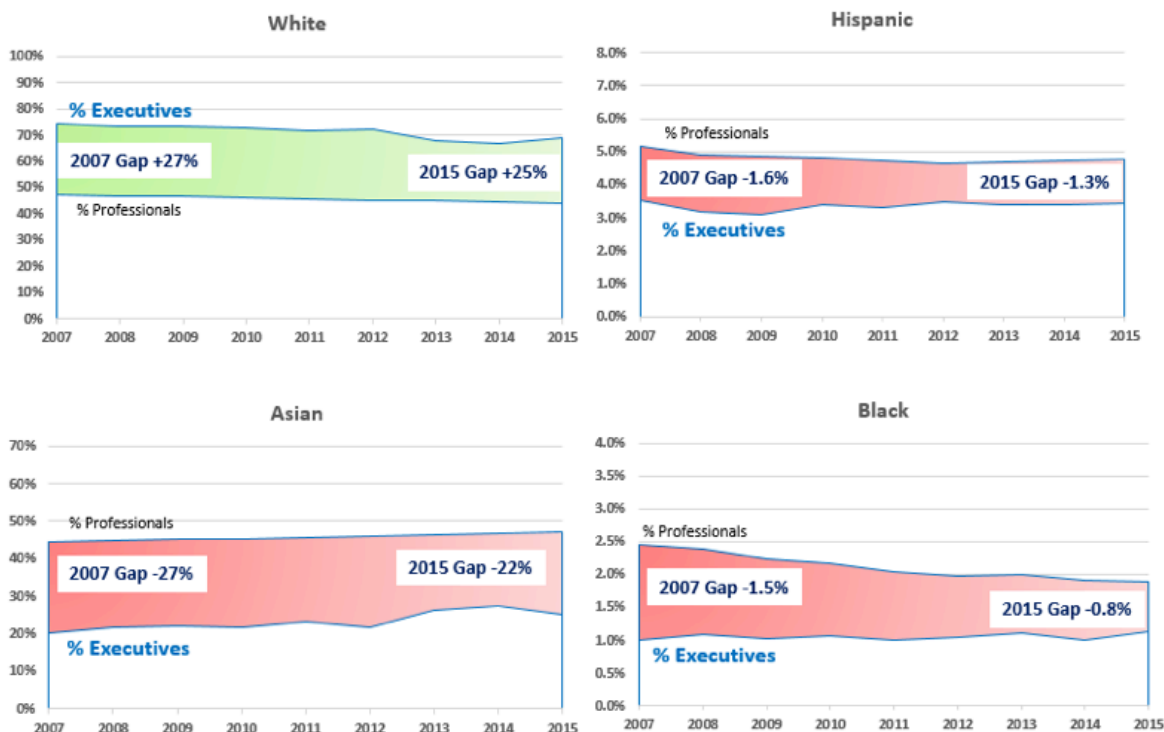 White
100%
90%
80%
70%
60%
50%
40%
30%
20%
10%
0%
% Executives
2007 Gap +27%
2015 Gap +25%
% Professionals
2007 2008 2009 2010 2011 2012 2013 2014 2015
Hispanic
8.0%
7.0%
6.0%
5.0%
4.0%
3.0%
2.0%
1.0%
0.0%
% Professionals
2007 Gap -1.6%
2015 Gap -1.3%
% Executives
2007 2008 2009 2010 2011 2012 2013 2014 2015
Asian
70%
60%
50%
40%
30%
20%
10%
0%
% Professionals
2007 Gap -27%
2015 Gap -22%
% Executives
2007 2008 2009 2010 2011 2012 2013 2014 2015
Black
4.0%
3.5%
3.0%
2.5%
2.0%
1.5%
1.0%
0.5%
0.0%
% Professionals
2007 Gap -1.5%
2015 Gap -0.8%
% Executives
2007 2008 2009 2010 2011 2012 2013 2014 2015